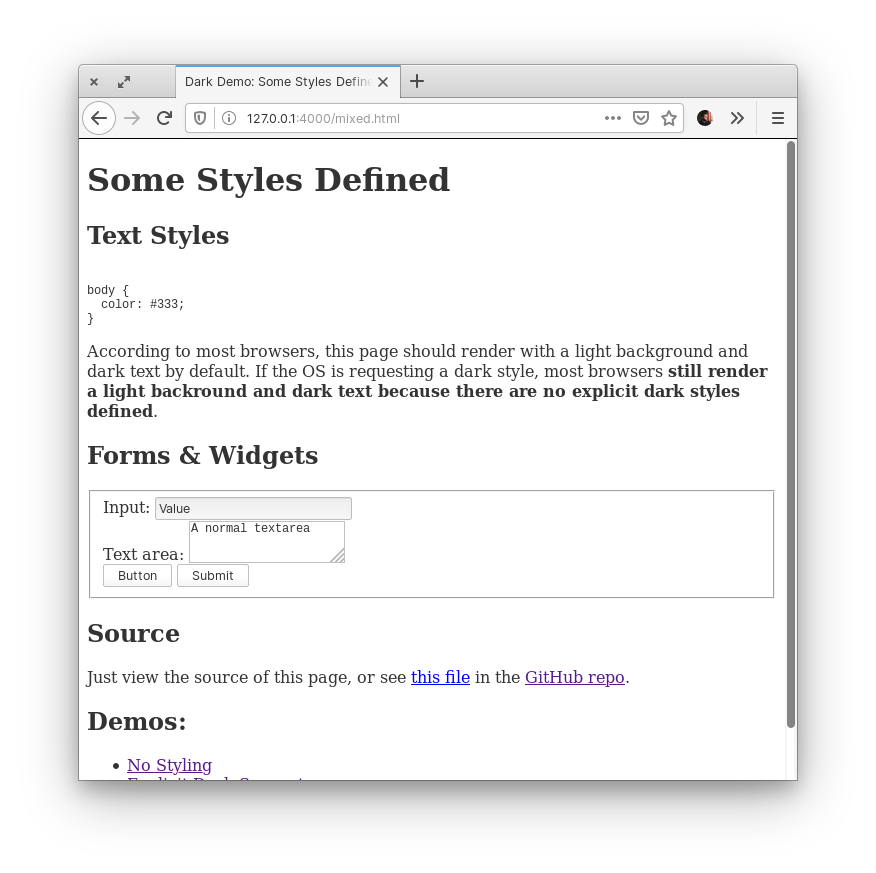 Dark Demo: Some Styles Define
127.0.0.1:4000/mixed.html
Some Styles Defined
Text Styles
body {
  color: #333;
}
According to most browsers, this page should render with a light background and
dark text by default. If the OS is requesting a dark style, most browsers still render
a light backround and dark text because there are no explicit dark styles
defined.
Forms & Widgets
Input: Value
A normal textarea
Text area:
Button Submit
Source
Just view the source of this page, or see this file in the GitHub repo.
Demos:
• No Styling